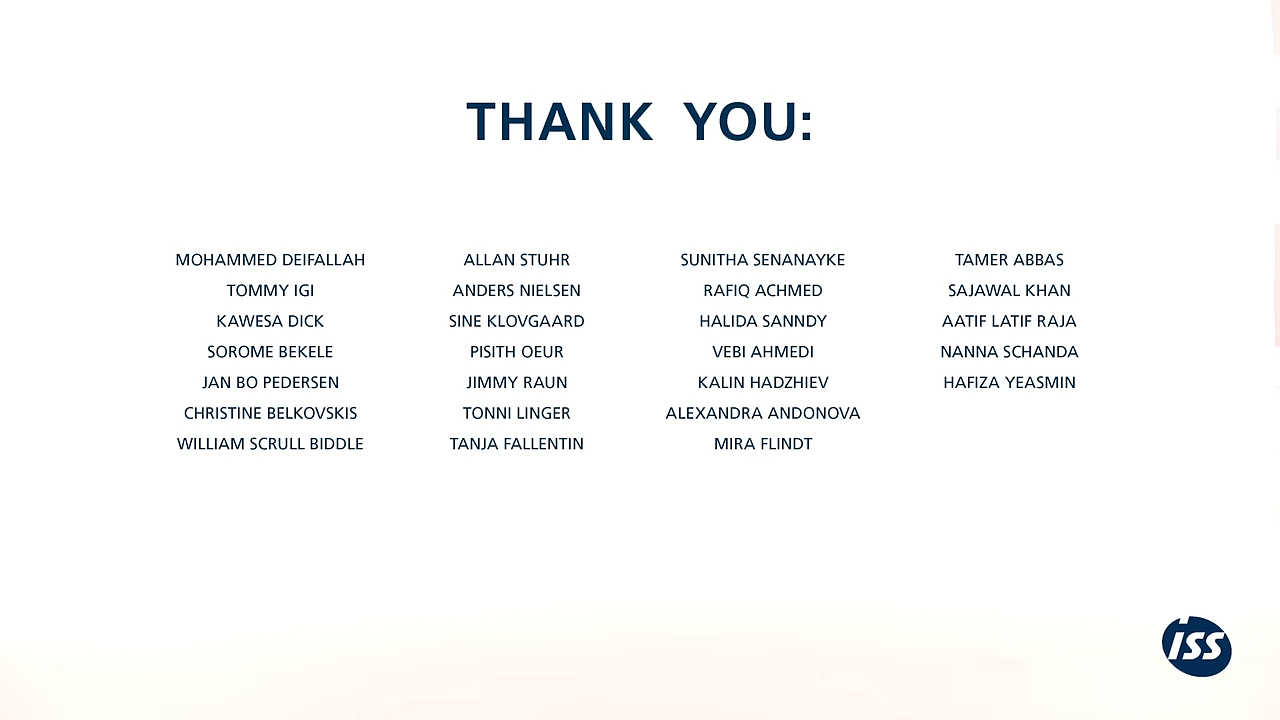 THANK YOU:
MOHAMMED DEIFALLAH
TOMMY IGI
KAWESA DICK
SOROME BEKELE
JAN BO PEDERSEN
CHRISTINE BELKOVSKIS
WILLIAM SCRULL BIDDLE
ALLAN STUHR
ANDERS NIELSEN
SINE KLOVGAARD
PISITH OEUR
JIMMY RAUN
TONNI LINGER
TANJA FALLENTIN
SUNITHA SENANAYKE
RAFIQ ACHMED
HALIDA SANNDY
VEBI AHMEDI
KALIN HADZHIEV
ALEXANDRA ANDONOVA
MIRA FLINDT
TAMER ABBAS
SAJAWAL KHAN
AATIF LATIF RAJA
NANNA SCHANDA
HAFIZA YEASMIN
ISS